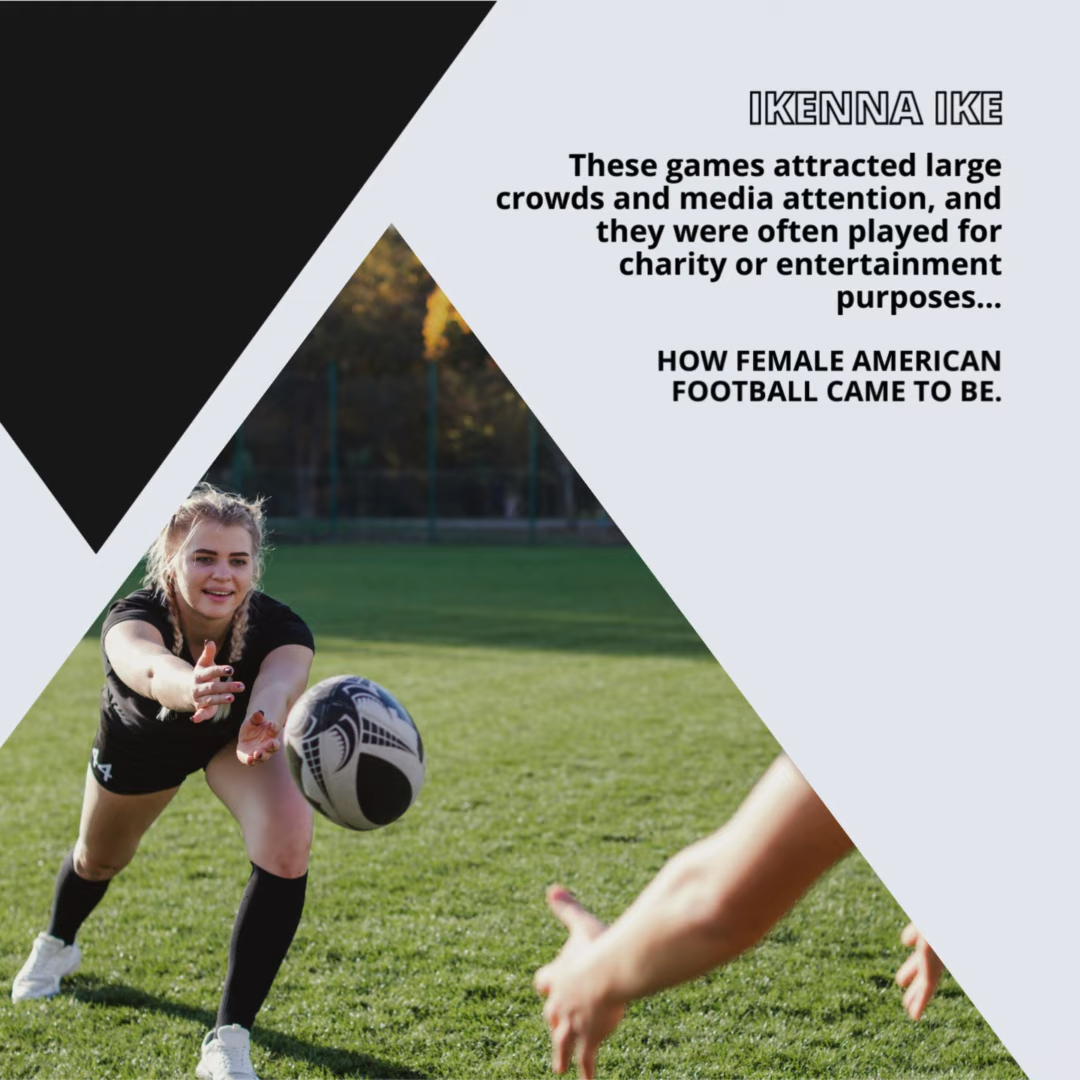 IKENNA IKE
These games attracted large
crowds and media attention, and
they were often played for
charity or entertainment
purposes...
HOW FEMALE AMERICAN
FOOTBALL CAME TO BE.
44